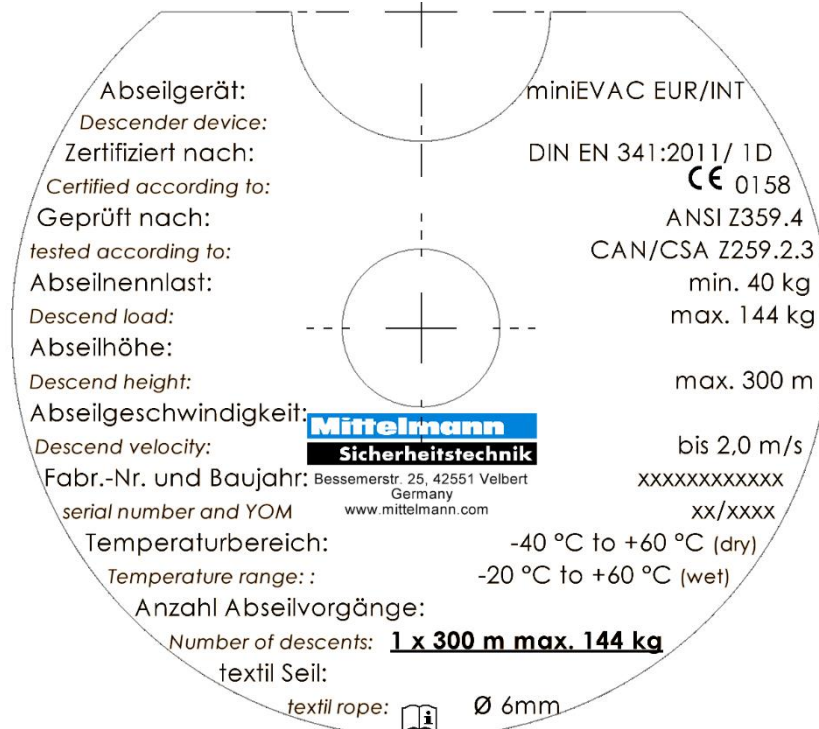 Abseilgerät: miniEVAC EUR/INT
Descender device:
Zertifiziert nach: DIN EN 341:2011/ 1D
Certified according to: CE 0158
Geprüft nach: ANSI Z359.4
tested according to: CAN/CSA Z259.2.3
Abseilnennlast: min. 40 kg
Descend load: max. 144 kg
Abseilhöhe:
Descend height: max. 300 m
Abseilgeschwindigkeit:
Mittelmann
Descend velocity: bis 2,0 m/s
Sicherheitstechnik
Fabr.-Nr. und Baujahr: xxxxxxxxxxxx
Bessemerstr. 25, 42551 Velbert
Germany
www.mittelmann.com
serial number and YOM xx/xxxx
Temperaturbereich: -40 °C to +60 °C (dry)
Temperature range: : -20 °C to +60 °C (wet)
Anzahl Abseilvorgänge:
Number of descents: 1 x 300 m max. 144 kg
textil Seil:
textil rope: Ø 6mm